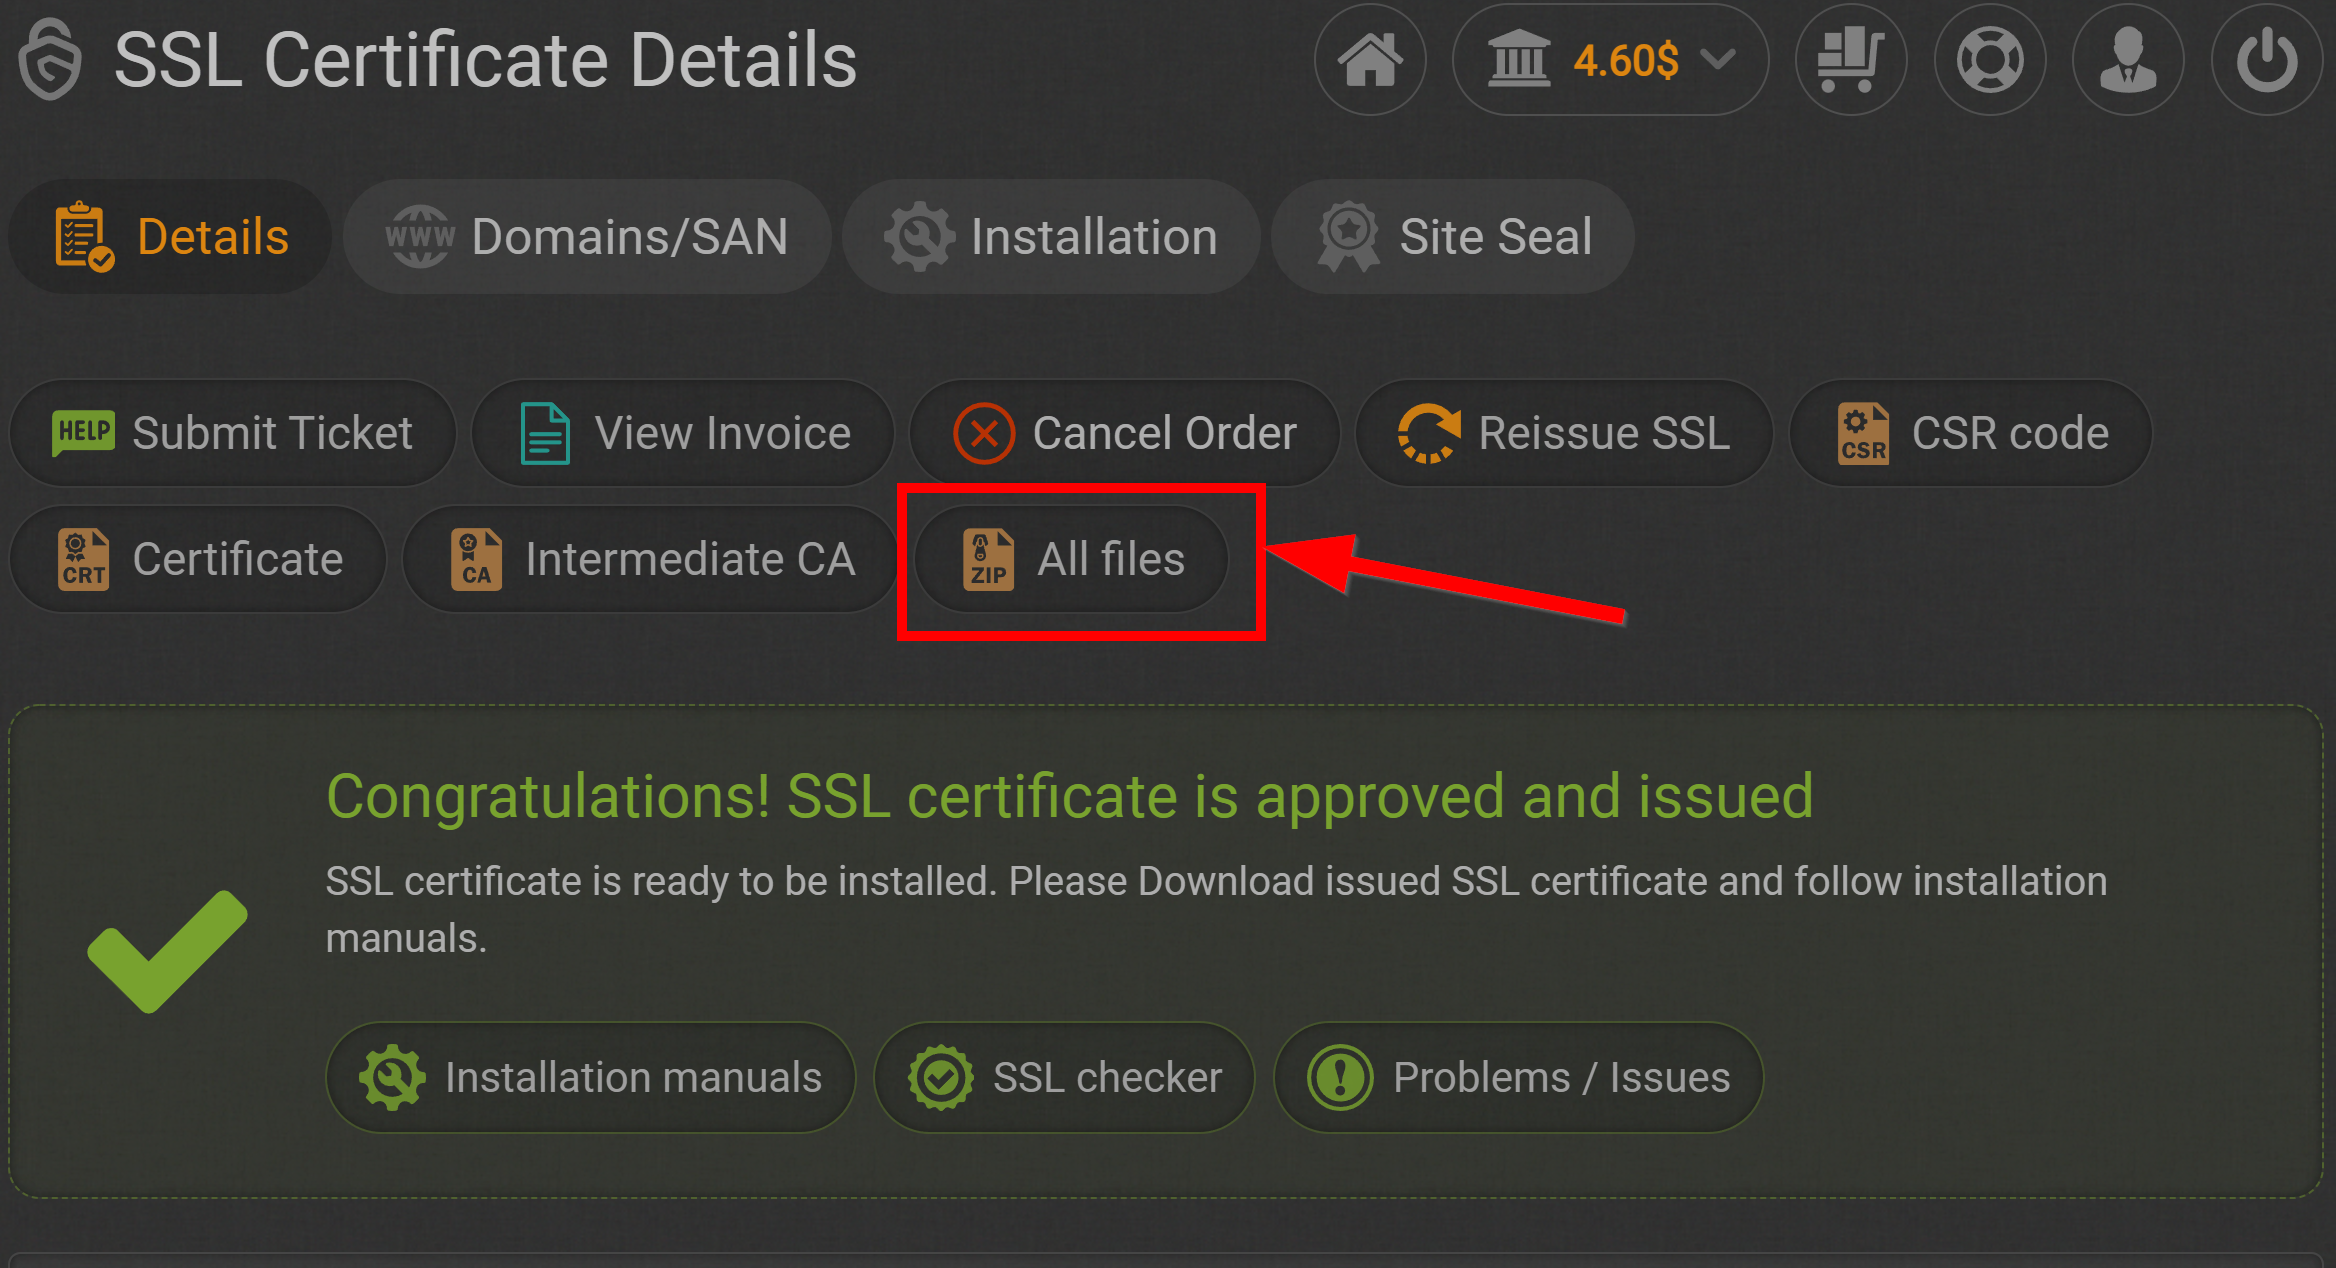 SSL Certificate Details
4.60$
Details
WWW Domains/SAN
Installation
Site Seal
HELP Submit Ticket
View Invoice
Cancel Order
Reissue SSL
CSR CSR code
CRT Certificate
CA Intermediate CA
ZIP All files
Congratulations! SSL certificate is approved and issued
SSL certificate is ready to be installed. Please Download issued SSL certificate and follow installation
manuals.
Installation manuals
SSL checker
Problems / Issues